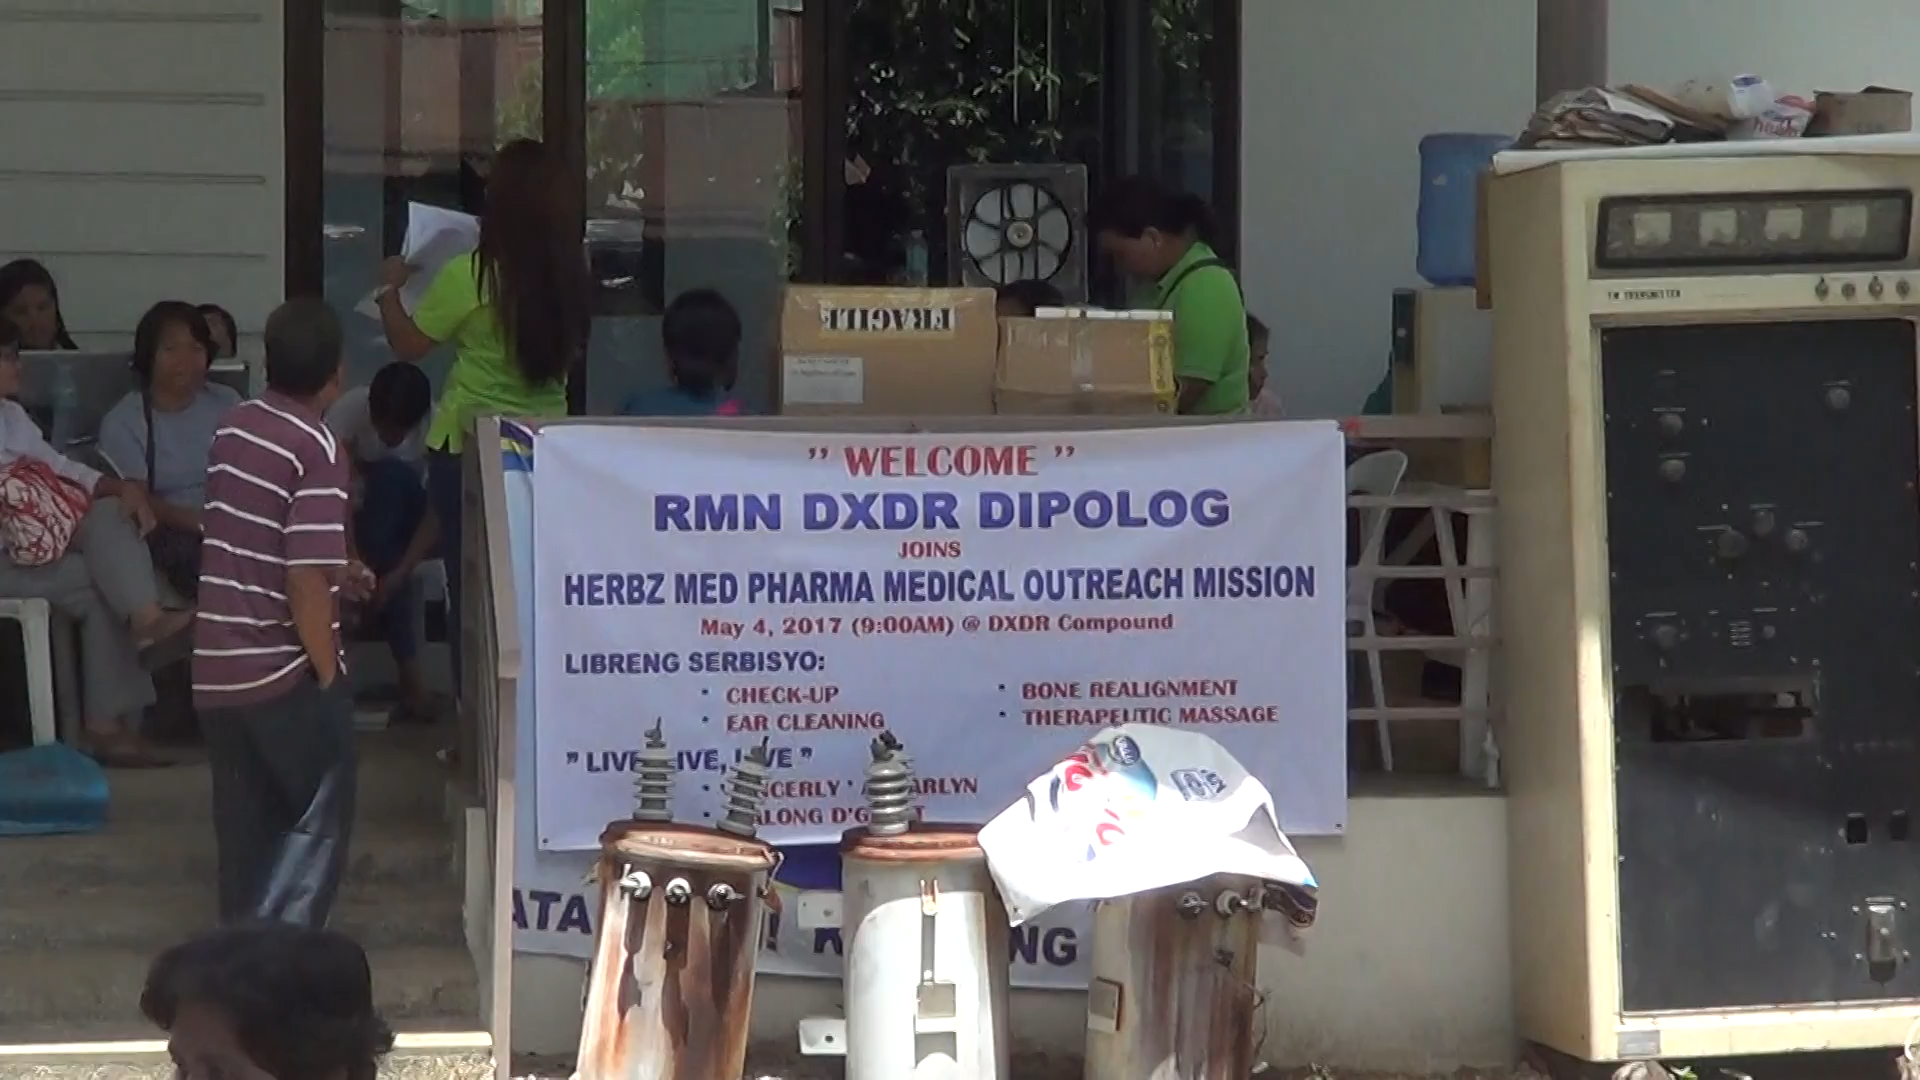 FRAGILE
FM TRANSMITTER
" WELCOME "
RMN DXDR DIPOLOG
JOINS
HERBZ MED PHARMA MEDICAL OUTREACH MISSION
May 4, 2017 (9:00AM) @ DXDR Compound
LIBRENG SERBISYO:
• CHECK-UP
• EAR CLEANING
• BONE REALIGNMENT
• THERAPEUTIC MASSAGE